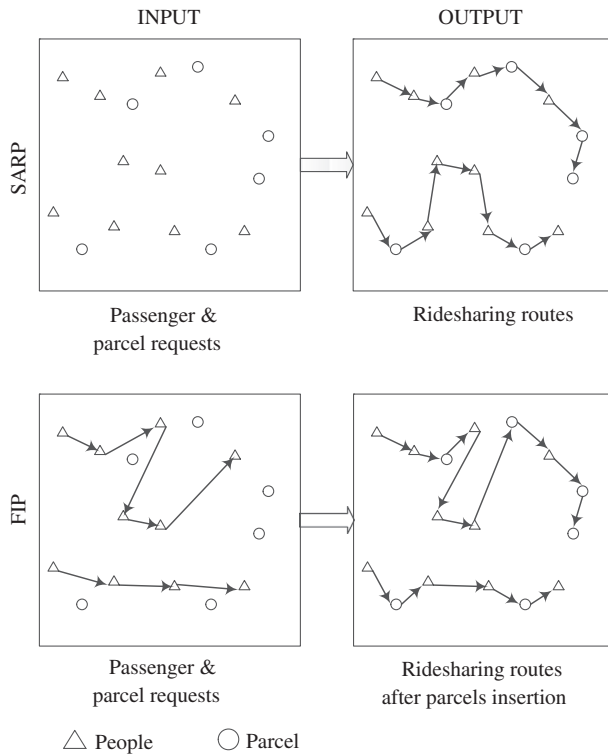 INPUT
OUTPUT
SARP
Passenger &
parcel requests
Ridesharing routes
FIP
Passenger &
parcel requests
Ridesharing routes
after parcels insertion
People
Parcel